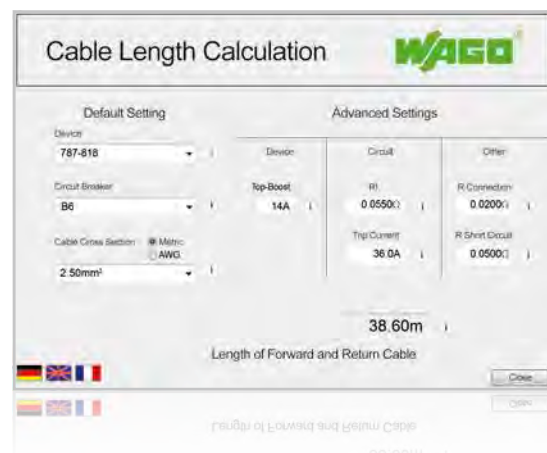 Cable Length Calculation
WAGO
Default Setting
Advanced Settings
Device
787-818
Circuit Breaker
B6
Cable Cross Section
Metric
AWG
2.50mm²
Device
Circuit
Other
Top-Boost
14A
Ri
0.0550Ω
R Connection
0.0200Ω
Trip Current
36.0A
R Short Circuit
0.0500Ω
38.60m
Length of Forward and Return Cable
Close